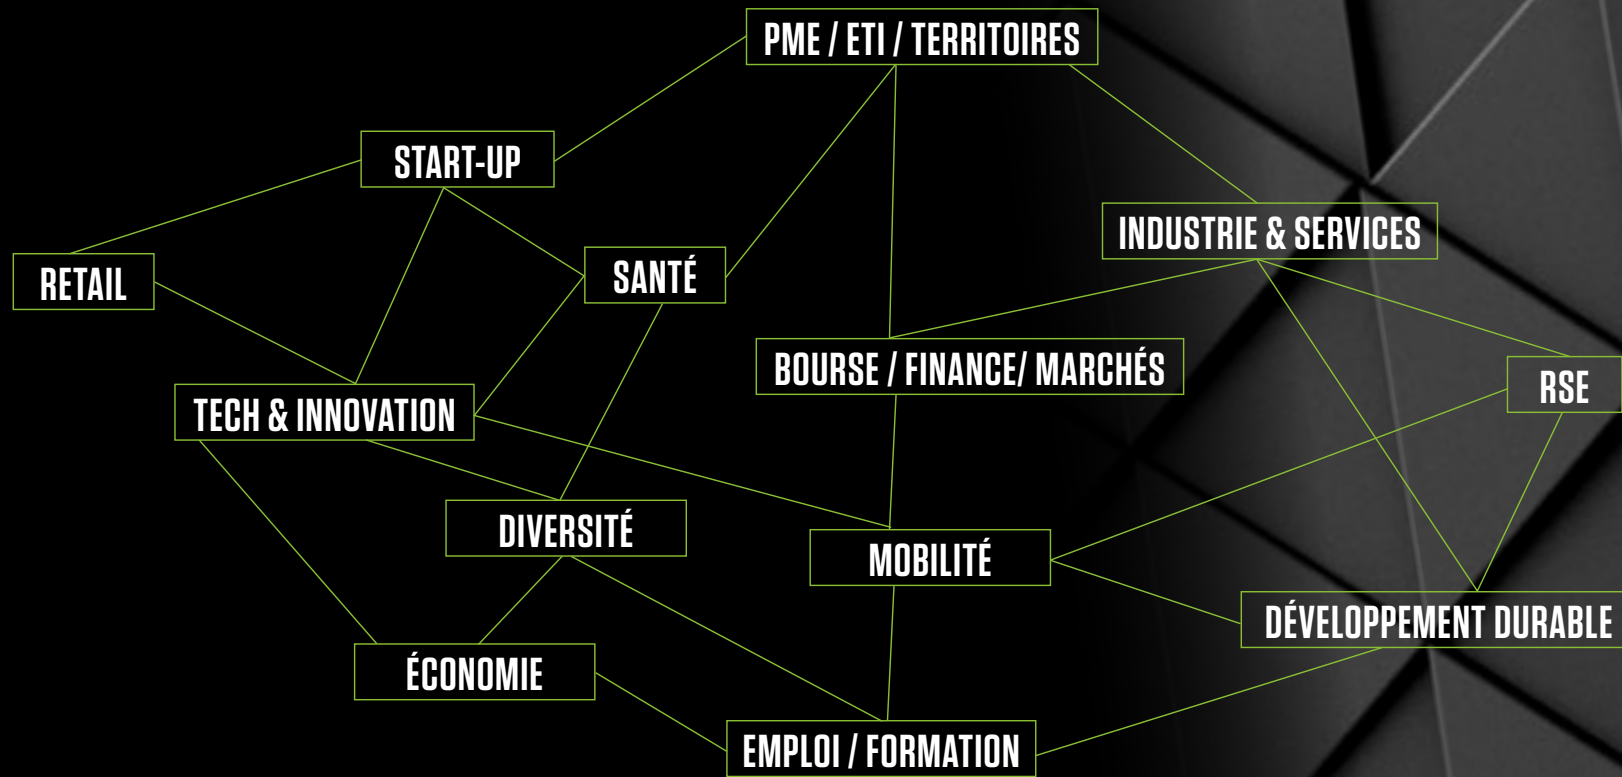 PME / ETI / TERRITOIRES
START-UP
INDUSTRIE & SERVICES
RETAIL
SANTÉ
BOURSE / FINANCE/ MARCHÉS
RSE
TECH & INNOVATION
DIVERSITÉ
MOBILITÉ
DÉVELOPPEMENT DURABLE
ÉCONOMIE
EMPLOI / FORMATION